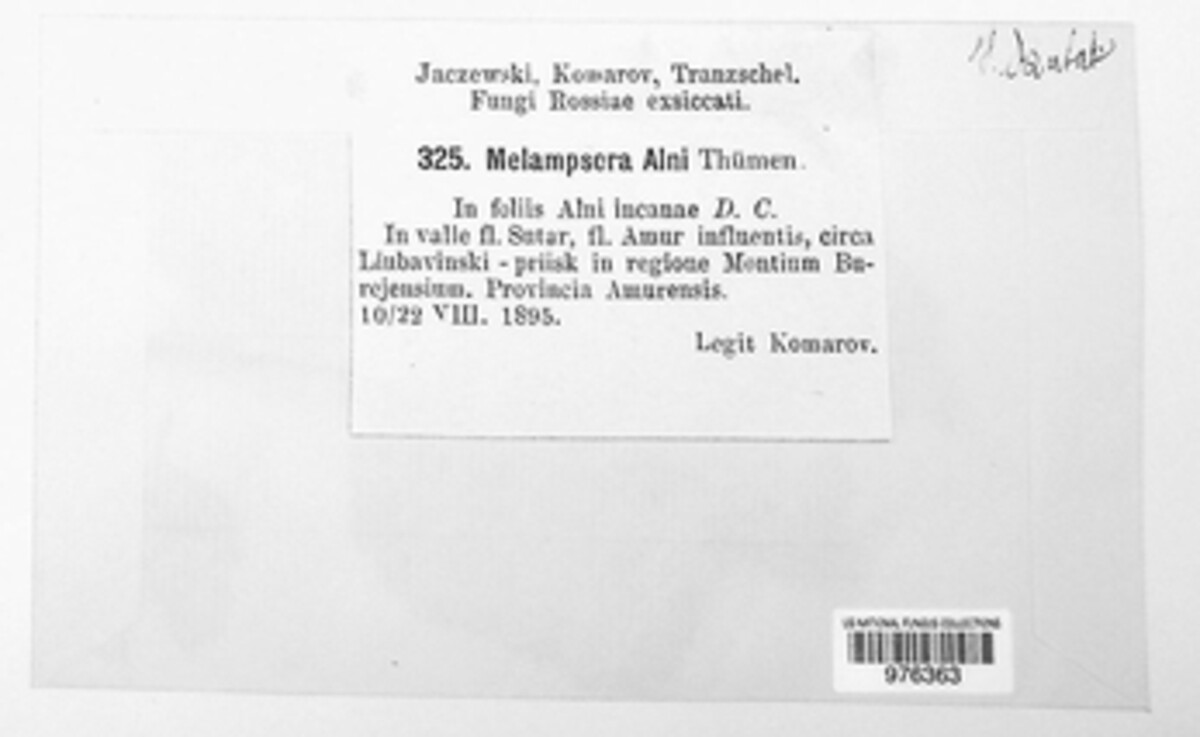 Jaczewski, Komarov, Tranzschel.
Fungi Rossiae exsiccati.
325. Melampsora Alni Thümen.
In foliis Alni incanae D. C.
In valle fl. Sutar, fl. Amur influentis, circa
Liubavinski - priisk in regione Montium Bu-
rejensium. Provincia Amurensis.
10/22 VIII. 1895.
Legit Komarov.
US NATIONAL FUNGUS COLLECTIONS
976363